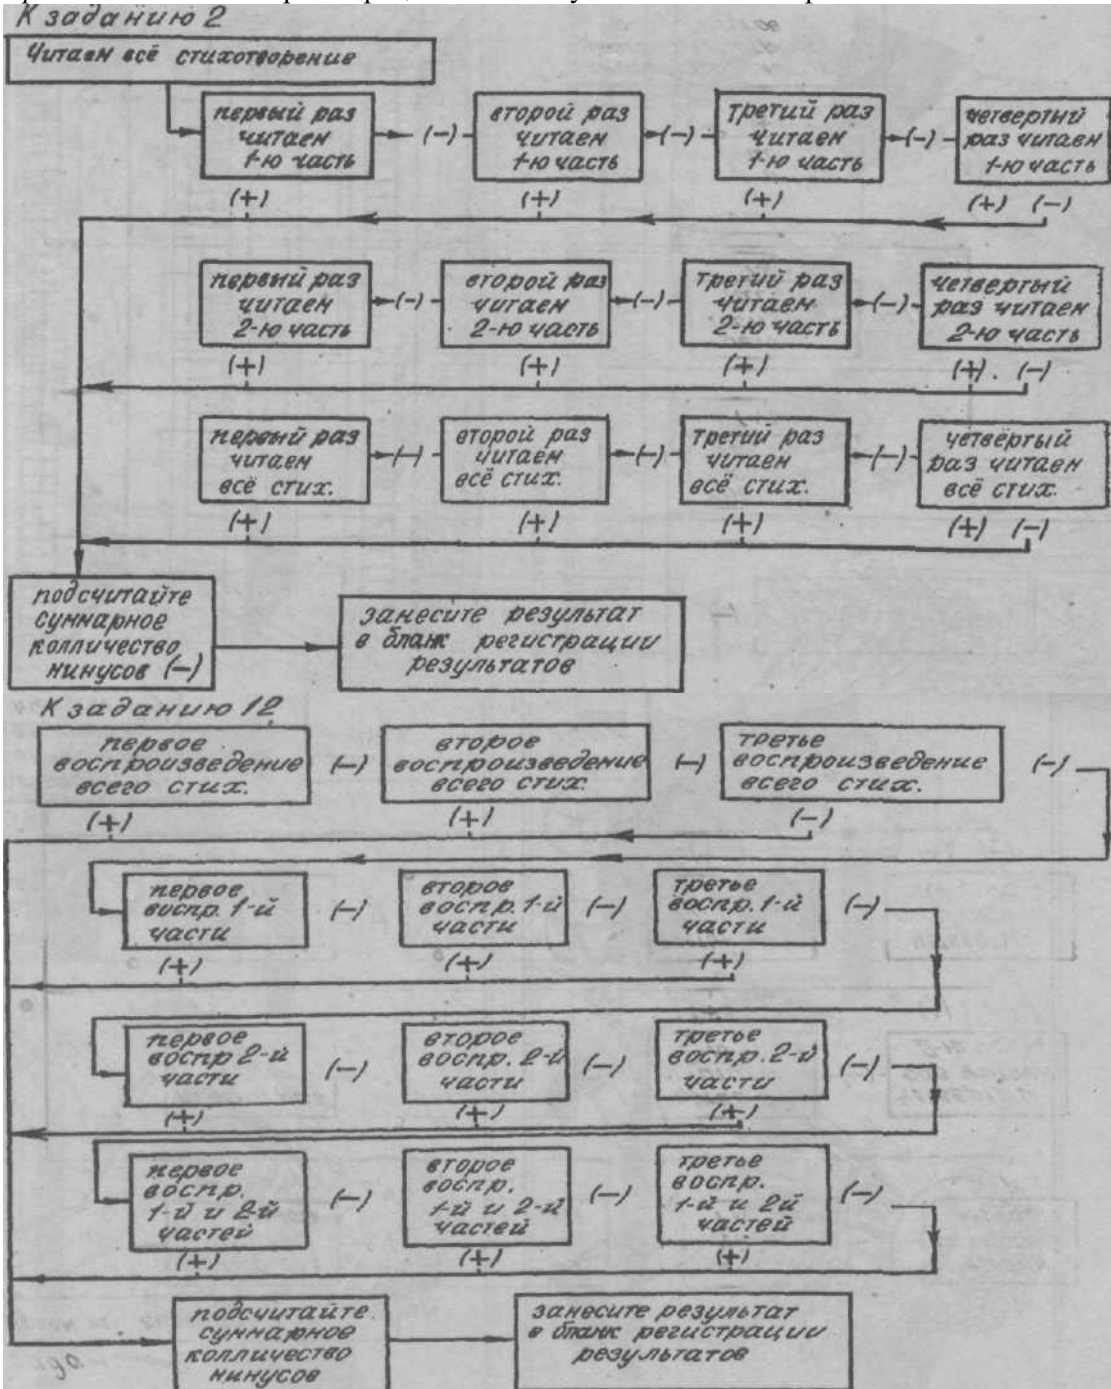 К заданию 2
Читаем всё стихотворение
первый раз
читаем
1-ю часть
(-)
второй раз
читаем
1-ю часть
(-)
третий раз
читаем
1-ю часть
(-)
четвертый
раз читаем
1-ю часть
(+)
(+)
(+)
(+) (-)
первый раз
читаем
2-ю часть
(-)
второй раз
читаем
2-ю часть
(-)
третий раз
читаем
2-ю часть
(-)
четвертый
раз читаем
2-ю часть
(+)
(+)
(+)
(+). (-)
первый раз
читаем
всё стих.
(-)
второй раз
читаем
всё стих.
(-)
третий раз
читаем
всё стих.
(-)
четвёртый
раз читаем
всё стих.
(+)
(+)
(+)
(+) (-)
подсчитайте
суммарное
колличество
минусов (-)
занесите результат
в бланк регистрации
результатов
К заданию 12
первое
воспроизведение
всего стих.
(-)
второе
воспроизведение
всего стих.
(-)
третье
воспроизведение
всего стих.
(-)
(+)
(+)
(-)
первое
воспр. 1-й
части
(-)
второе
воспр. 1-й
части
(-)
третье
воспр. 1-й
части
(-)
(+)
(+)
(+)
первое
воспр 2-й
части
(-)
второе
воспр. 2-й
части
(-)
третье
воспр. 2-й
части
(-)
(+)
(+)
(+)
первое
воспр.
1-й и 2-й
частей
(-)
второе
воспр.
1-й и 2-й
частей
(-)
третье
воспр.
1-й и 2й
частей
(-)
(+)
(+)
(+)
подсчитайте
суммарное
колличество
минусов
занесите результат
в бланк регистрации
результатов